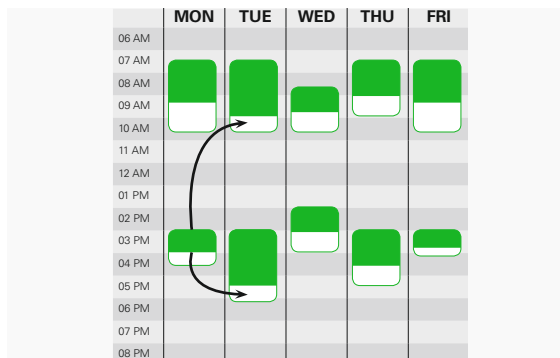 MON TUE WED THU FRI
06 AM
07 AM
08 AM
09 AM
10 AM
11 AM
12 AM
01 PM
02 PM
03 PM
04 PM
05 PM
06 PM
07 PM
08 PM